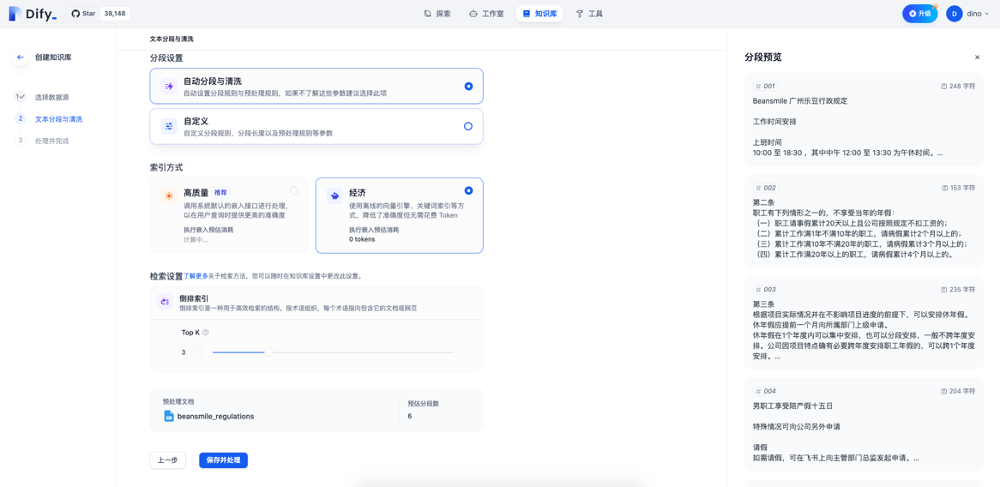 Dify_
Star 38,148
探索
工作室
知识库
工具
升级
D dino
创建知识库
1 选择数据源
2 文本分段与清洗
3 处理并完成
文本分段与清洗
分段设置
自动分段与清洗
自动设置分段规则与预处理规则，如果不了解这些参数建议选择此项
自定义
自定义分段规则、分段长度以及预处理规则等参数
索引方式
高质量 推荐
调用系统默认的嵌入接口进行处理，
以在用户查询时提供更高的准确度
执行嵌入预估消耗
计算中...
经济
使用离线的向量引擎、关键词索引等方
式，降低了准确度但无需花费 Token
执行嵌入预估消耗
0 tokens
检索设置
了解更多关于检索方法，您可以随时在知识库设置中更改此设置。
倒排索引
倒排索引是一种用于高效检索的结构。按术语组织，每个术语指向包含它的文档或网页
Top K
3
预处理文档
beansmile_regulations
预估分段数
6
上一步
保存并处理
分段预览
# 001 248 字符
Beansmile 广州乐豆行政规定
工作时间安排
上班时间
10:00 至 18:30 ，其中中午 12:00 至 13:30 为午休时间。...
# 002 153 字符
第二条
职工有下列情形之一的，不享受当年的年假：
（一）职工请事假累计20天以上且公司按照规定不扣工资的；
（二）累计工作满1年不满10年的职工，请病假累计2个月以上的；
（三）累计工作满10年不满20年的职工，请病假累计3个月以上的；
（四）累计工作满20年以上的职工，请病假累计4个月以上的。
# 003 235 字符
第三条
根据项目实际情况并在不影响项目进度的前提下，可以安排休年假。
休年假应提前一个月向所属部门上级申请。
休年假在1个年度内可以集中安排，也可以分段安排，一般不跨年度安
排。公司因项目特点确有必要跨年度安排职工年假的，可以跨1个年度
安排。...
# 004 204 字符
男职工享受陪产假十五日
特殊情况可向公司另外申请
请假
如需请假，可在飞书上向主管部门总监发起申请。...